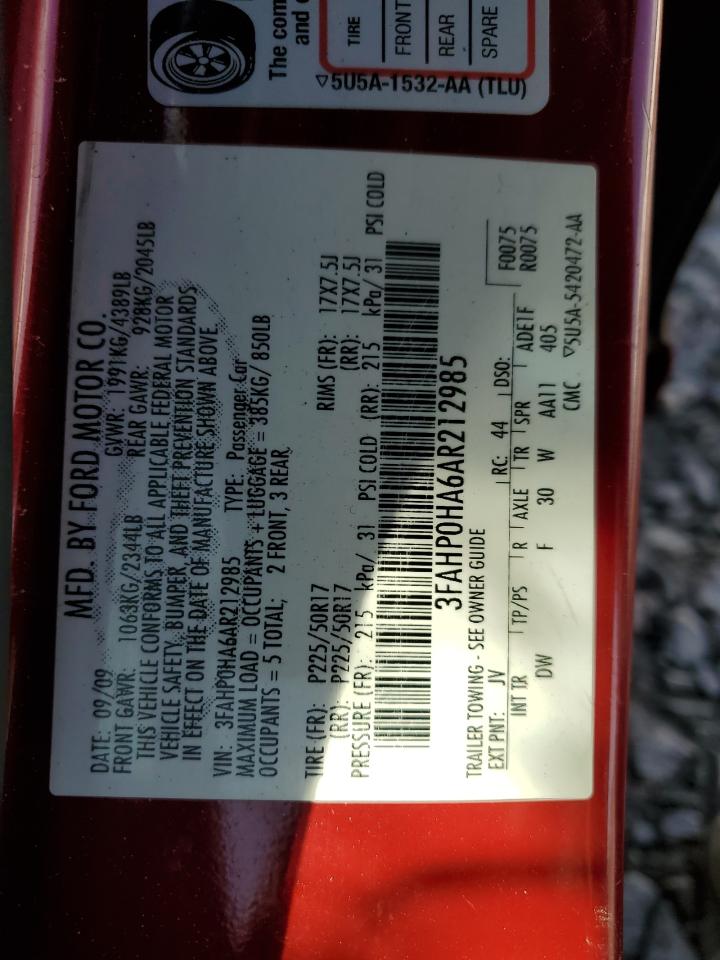 MFD. BY FORD MOTOR CO.
DATE: 09/09 GVWR: 1991KG/4389LB
FRONT GAWR: 1063KG/2344LB REAR GAWR: 928KG/2045LB
THIS VEHICLE CONFORMS TO ALL APPLICABLE FEDERAL MOTOR
VEHICLE SAFETY, BUMPER, AND THEFT PREVENTION STANDARDS
IN EFFECT ON THE DATE OF MANUFACTURE SHOWN ABOVE.
VIN: 3FAHP0HA6AR212985 TYPE: Passenger Car
MAXIMUM LOAD = OCCUPANTS + LUGGAGE = 385KG/ 850LB
OCCUPANTS = 5 TOTAL; 2 FRONT, 3 REAR
TIRE (FR): P225/50R17 RIMS (FR): 17X7.5J
(RR): P225/50R17 (RR): 17X7.5J
PRESSURE (FR): 215 kPa/ 31 PSI COLD (RR): 215 kPa/ 31 PSI COLD
3FAHP0HA6AR212985
TRAILER TOWING - SEE OWNER GUIDE
EXT PNT: JV RC: 44 DSO: F0075
R0075
INT TR TP/PS R AXLE TR SPR ADE1F
DW F 30 W AA11 405
CMC ▽5U5A-5420472-AA
The com
and
TIRE
FRONT
REAR
SPARE
▽5U5A-1532-AA (TLU)